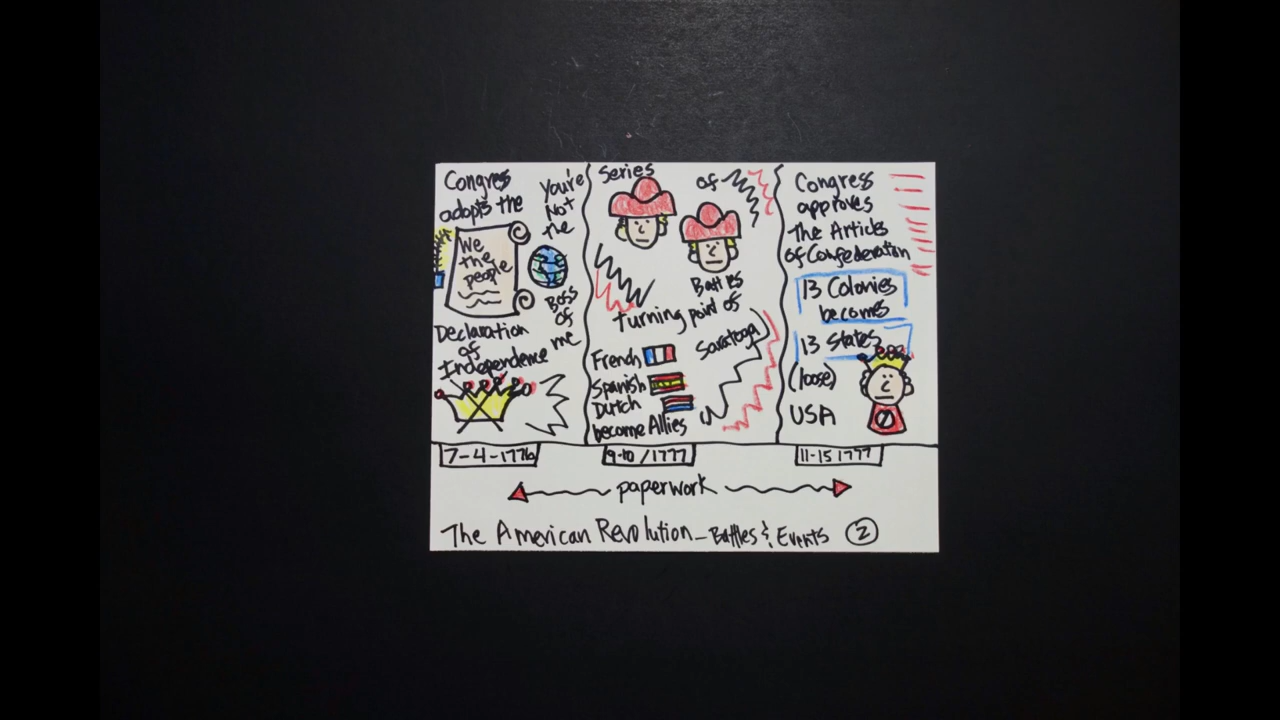 Congress
adopts the
We
the
people
Declaration
of
Independence
You're
Not
the
Boss
of
me
7-4-1776
Series
of
Battles
turning point of
Saratoga
French
Spanish
Dutch
become Allies
9-10/1777
Congress
approves
The Articles
of Confederation
13 Colonies
becomes
13 States
(loose)
USA
11-15 1777
paperwork
The American Revolution - Battles & Events 2